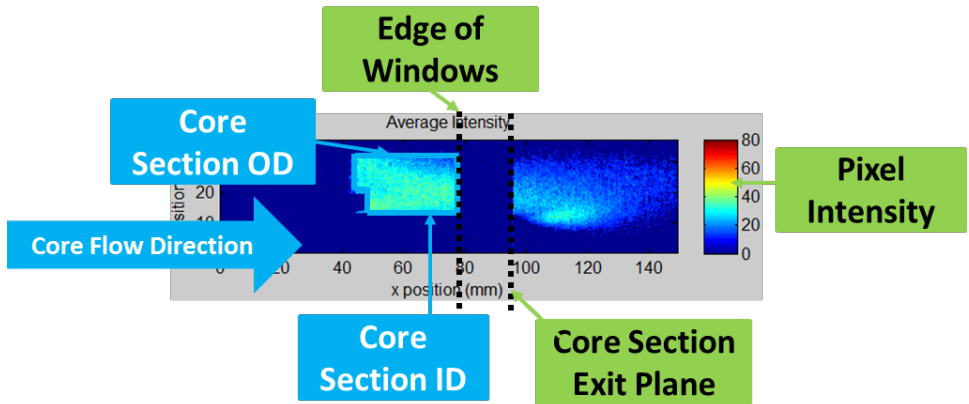 Edge of
Windows
Core
Section OD
Average Intensity
Pixel
Intensity
80
60
40
20
0
20
10
Core Flow Direction
0
20
40
60
80
100
120
140
x position (mm)
Core
Section ID
Core Section
Exit Plane